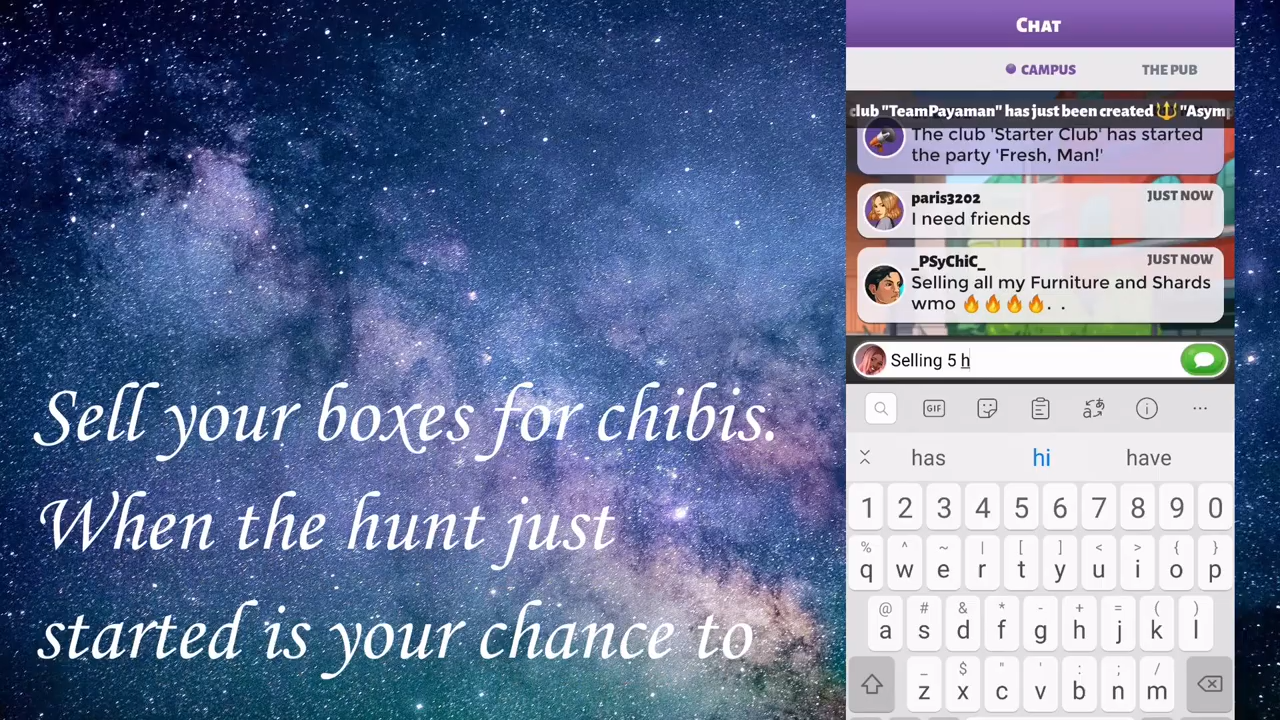 Sell your boxes for chibis.
When the hunt just
started is your chance to
CHAT
CAMPUS THE PUB
club "TeamPayaman" has just been created 🔱 "Asym
The club 'Starter Club' has started
the party 'Fresh, Man!'
paris3202 JUST NOW
I need friends
_PSyChiC_ JUST NOW
Selling all my Furniture and Shards
wmo 🔥🔥🔥🔥. .
Selling 5 h
GIF
has hi have
1 2 3 4 5 6 7 8 9 0
% ^ ~ | [ ] < > { }
q w e r t y u i o p
@ # & * - + = ( )
a s d f g h j k l
_ $ " ' : ; /
z x c v b n m